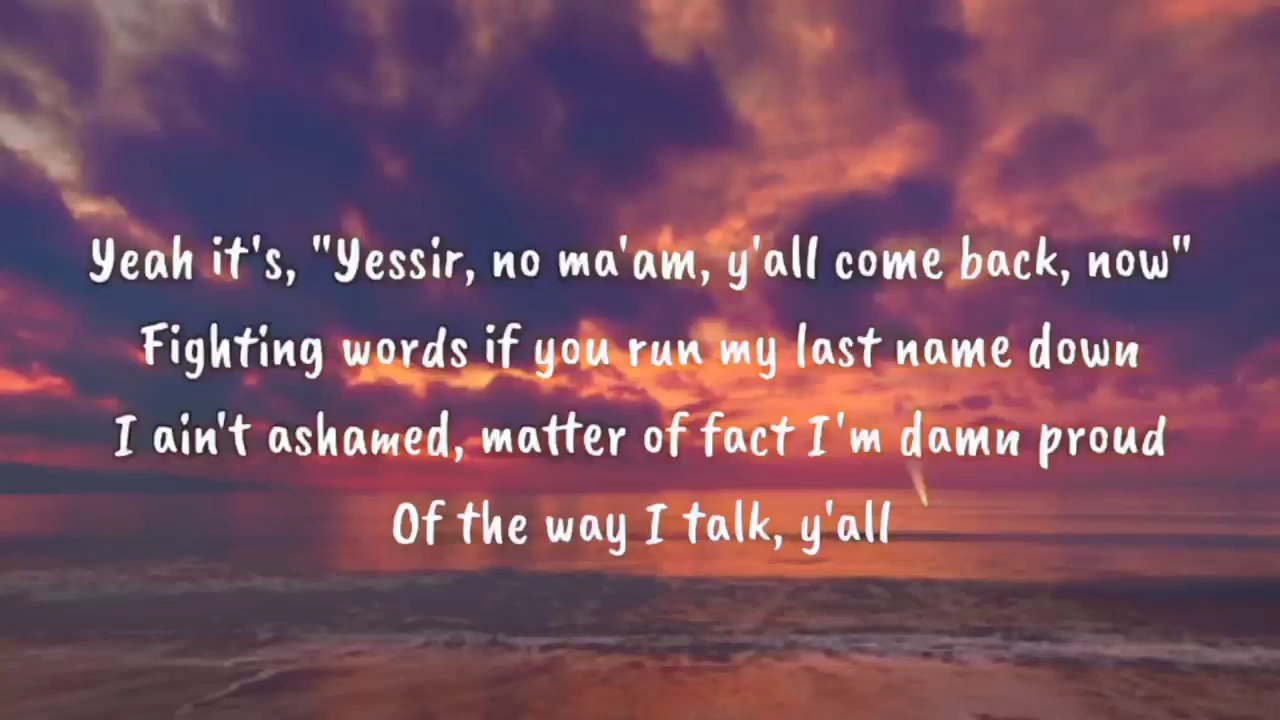 Yeah it's, "Yessir, no ma'am, y'all come back, now"
Fighting words if you run my last name down
I ain't ashamed, matter of fact I'm damn proud
Of the way I talk, y'all